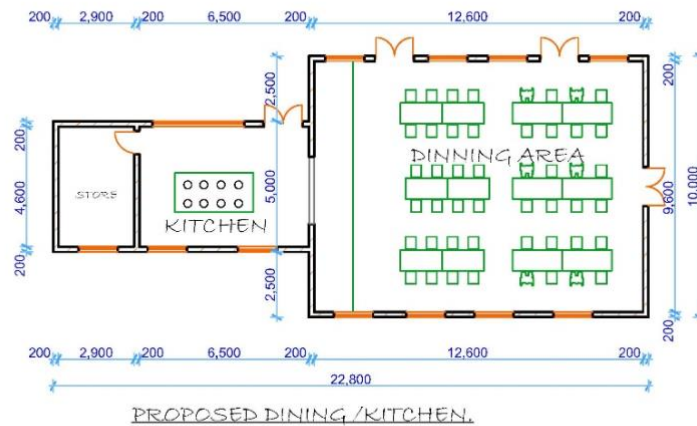 200 2,900 200 6,500 200 12,600 200
200 2,500 200
DINNING AREA
200 4,600 200
STORE
KITCHEN
5,000
9,600 10,000
2,500 200
200 2,900 200 6,500 200 12,600 200
22,800
PROPOSED DINING /KITCHEN.